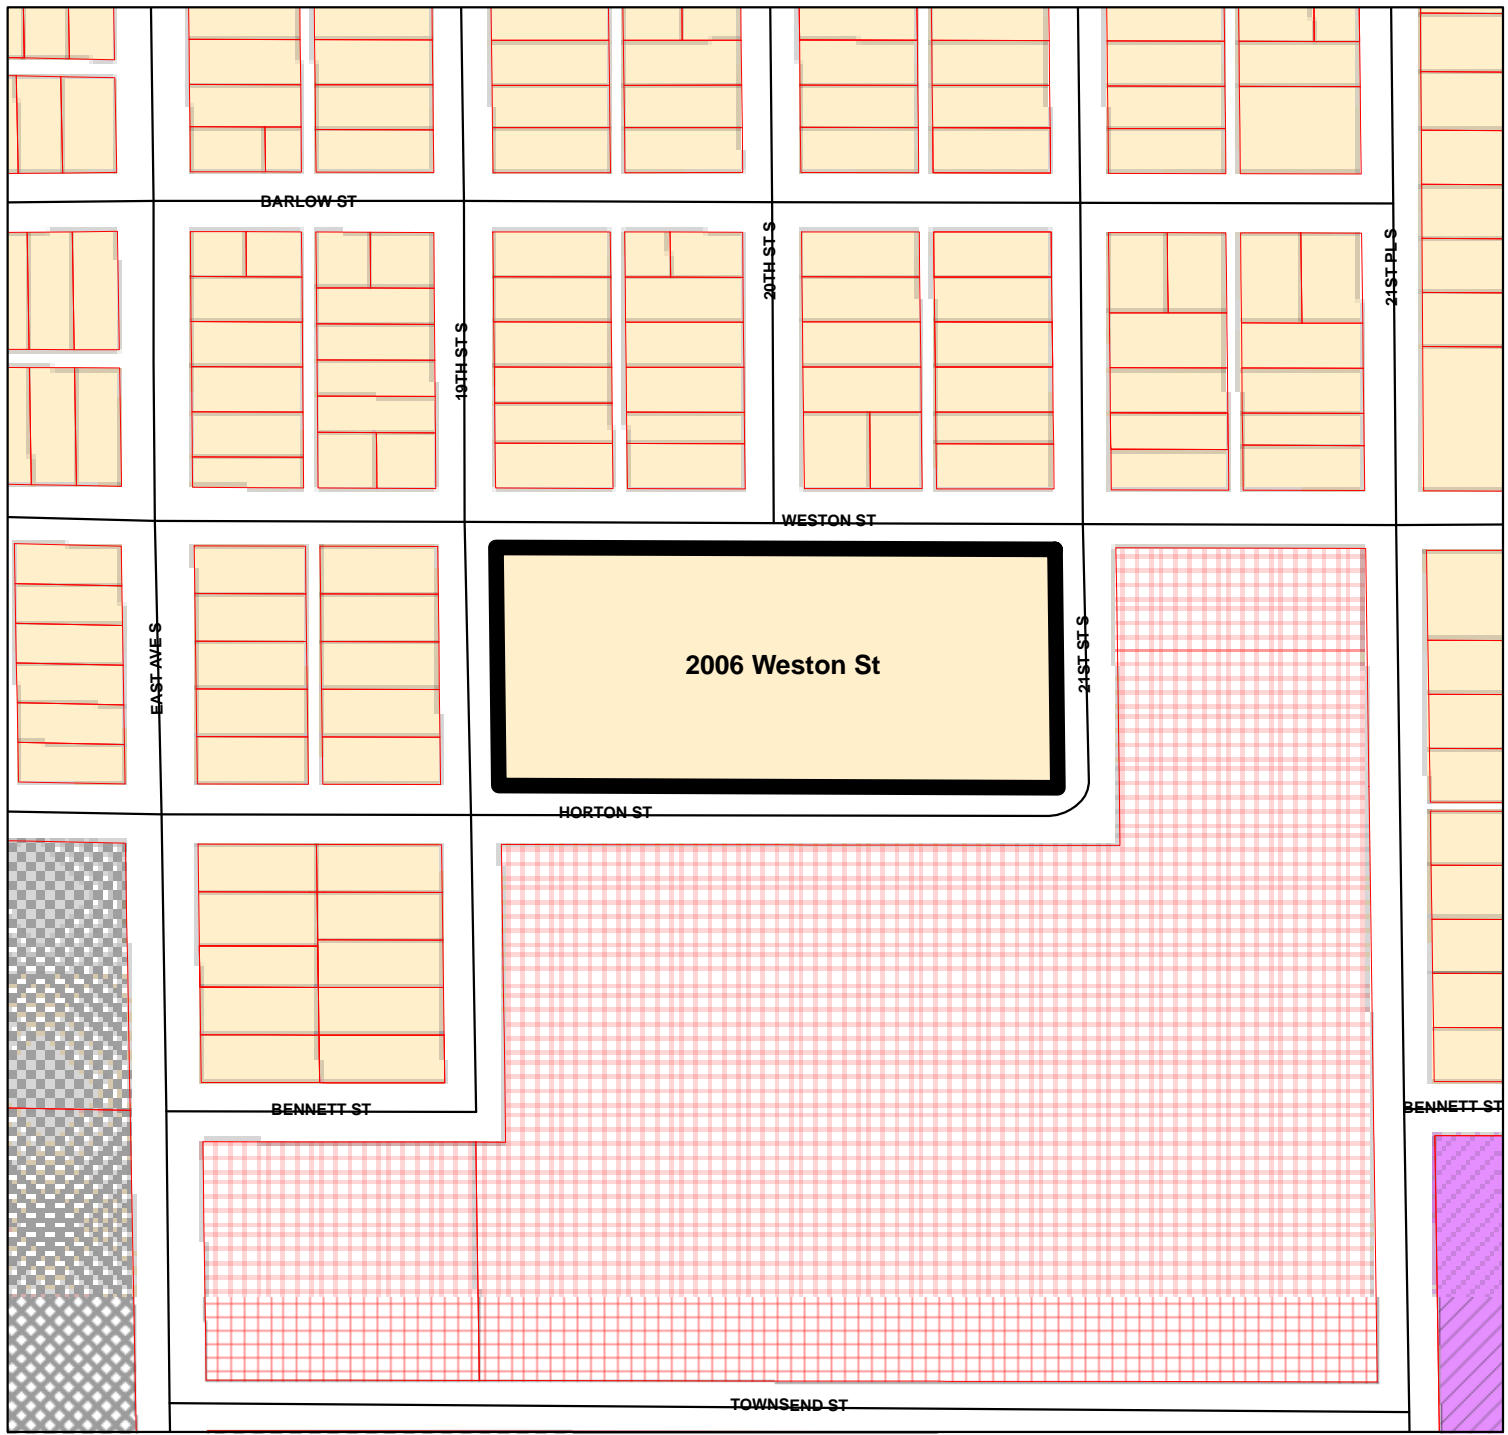 BARLOW ST
20TH ST S
21ST PL S
19TH ST S
WESTON ST
2006 Weston St
EAST AVE S
21ST ST S
HORTON ST
BENNETT ST
BENNETT ST
TOWNSEND ST